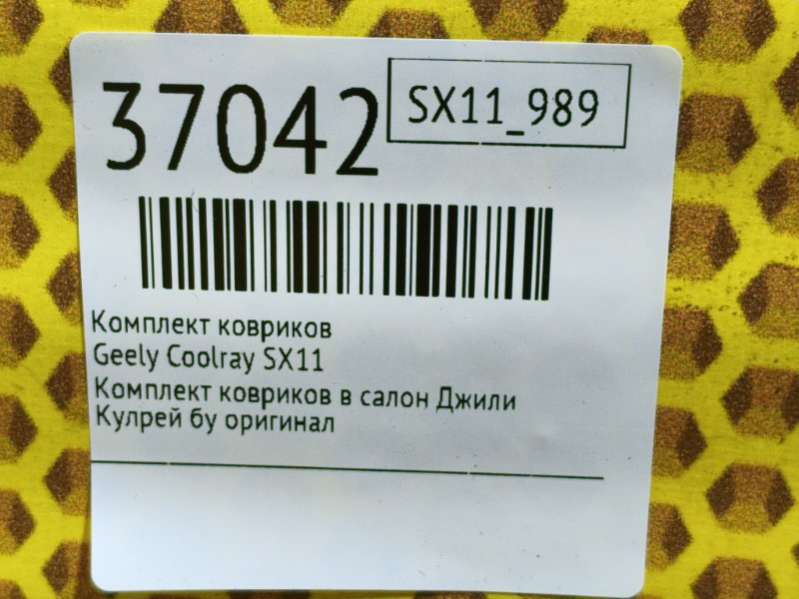 37042
SX11_989
Комплект ковриков
Geely Coolray SX11
Комплект ковриков в салон Джили
Кулрей бу оригинал